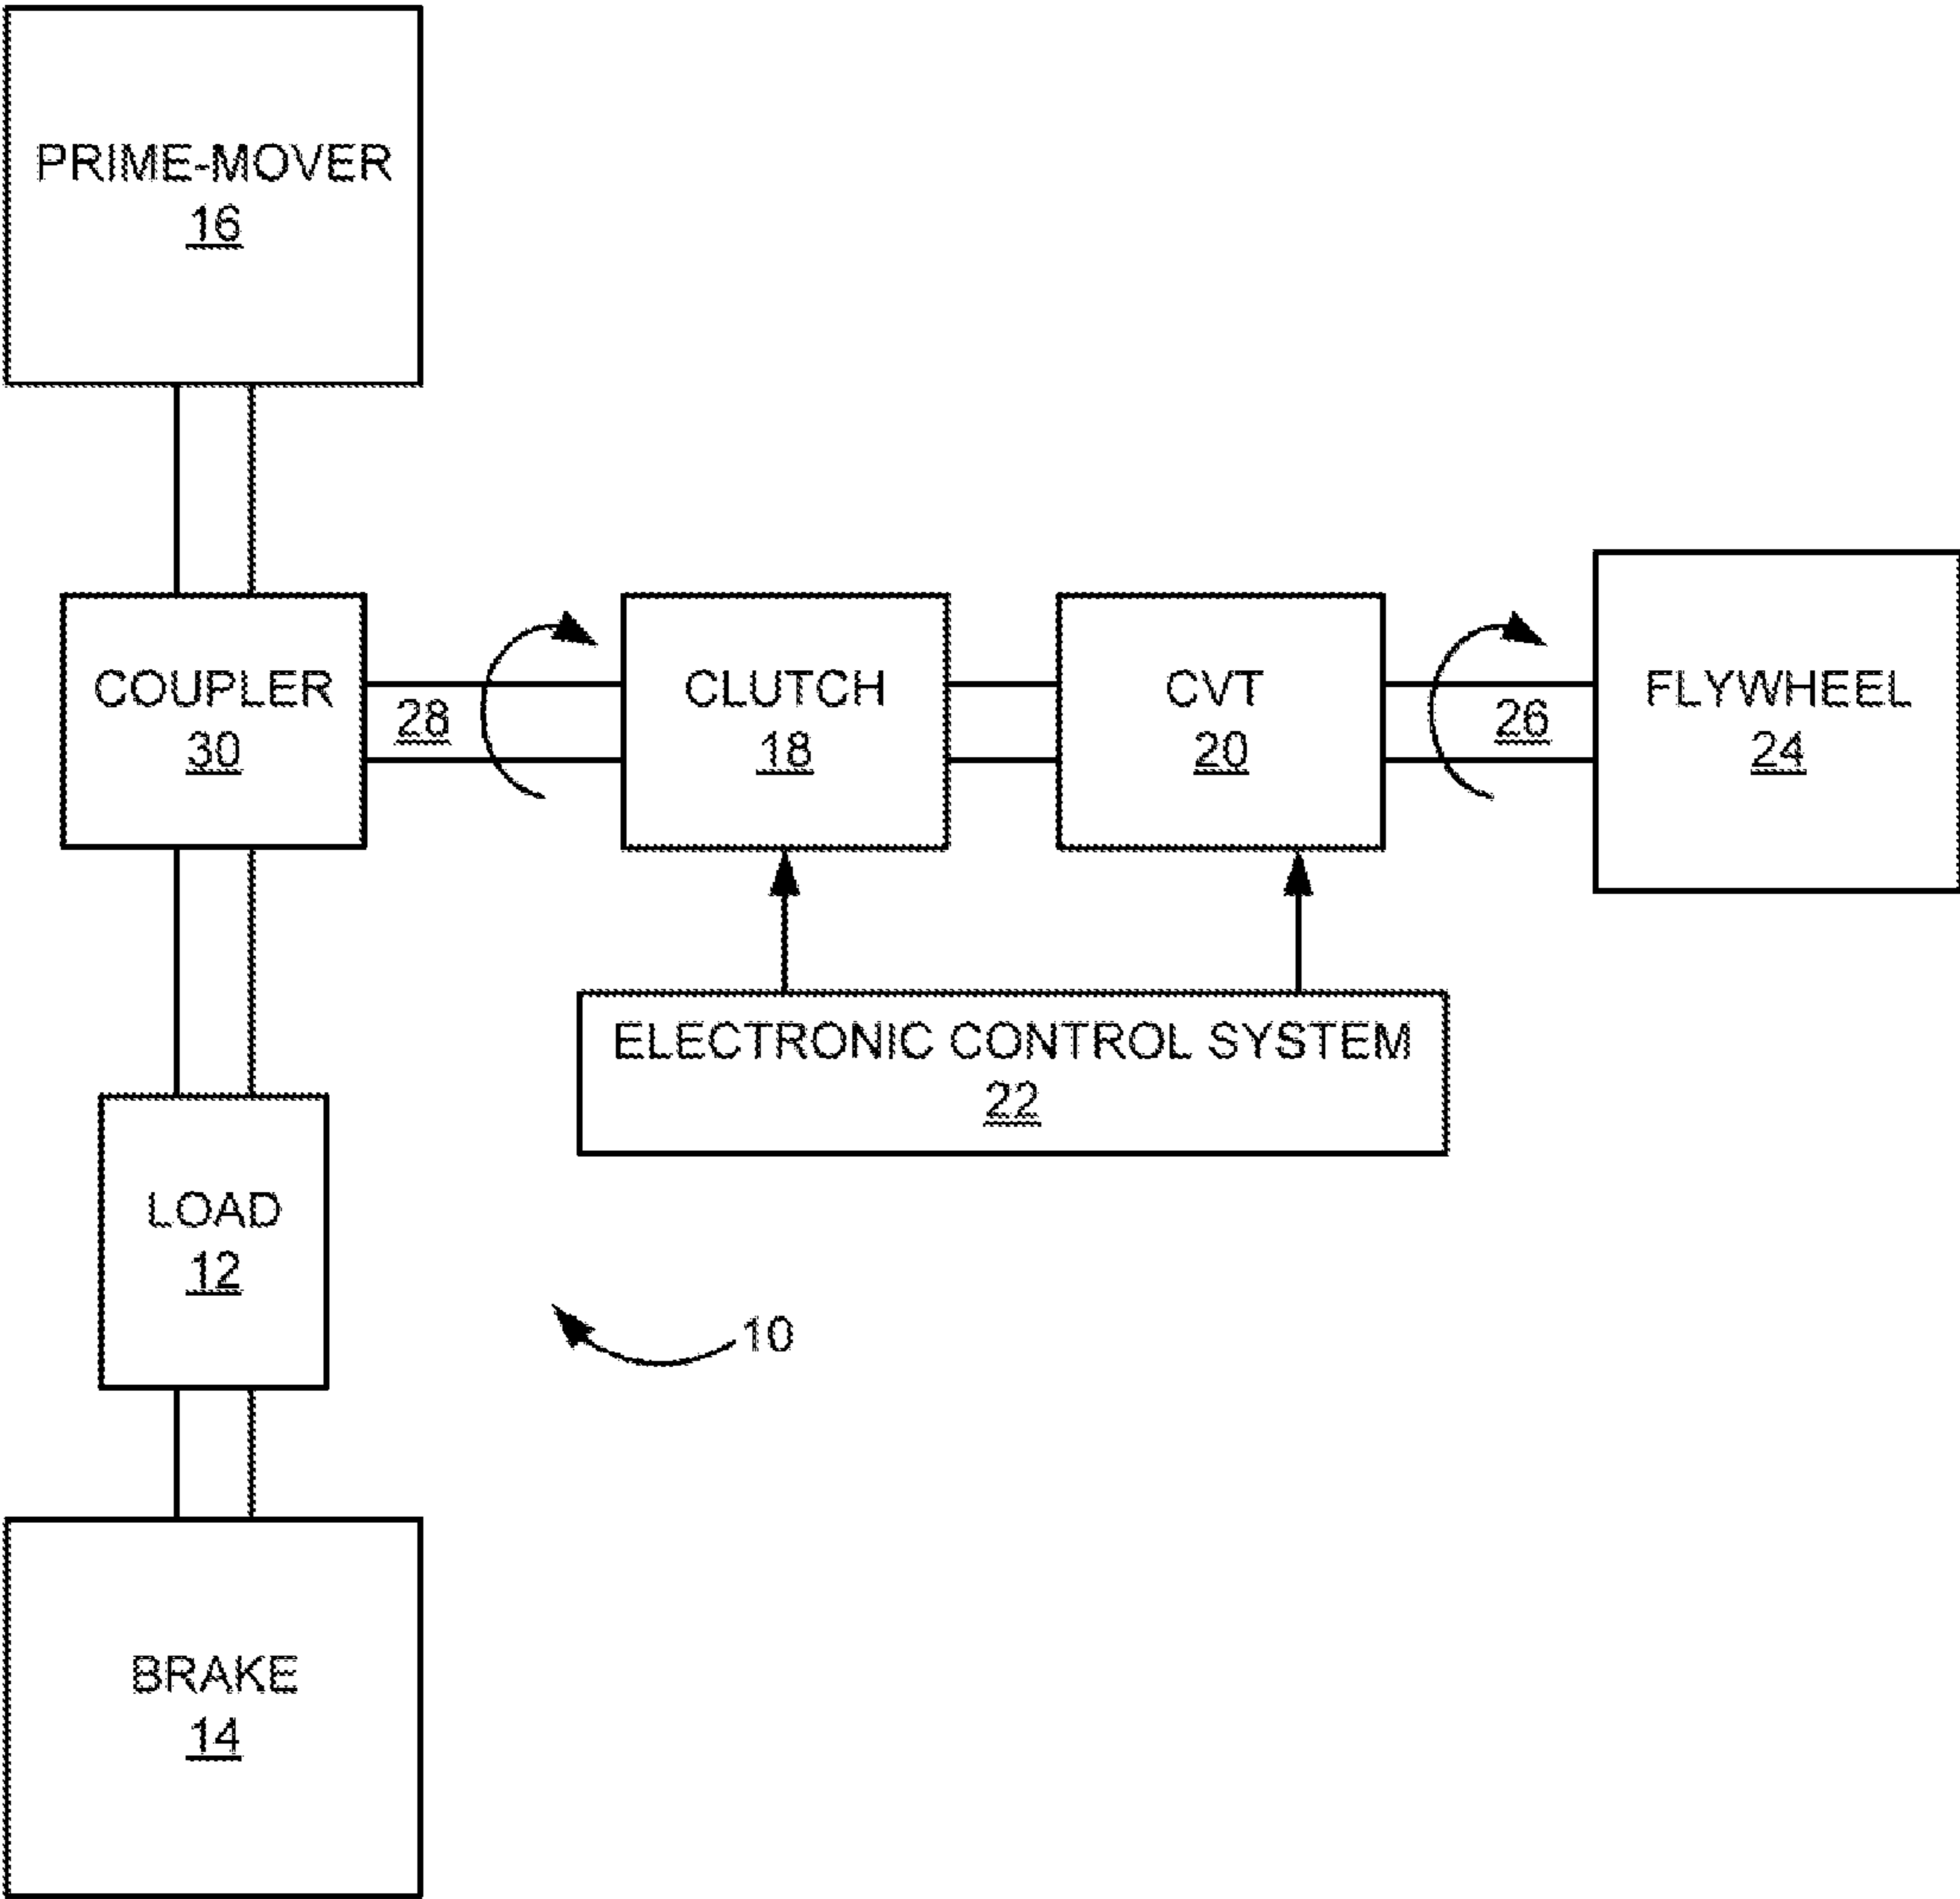 PRIME-MOVER
16
COUPLER
30
28
CLUTCH
18
CVT
20
26
FLYWHEEL
24
ELECTRONIC CONTROL SYSTEM
22
LOAD
12
10
BRAKE
14